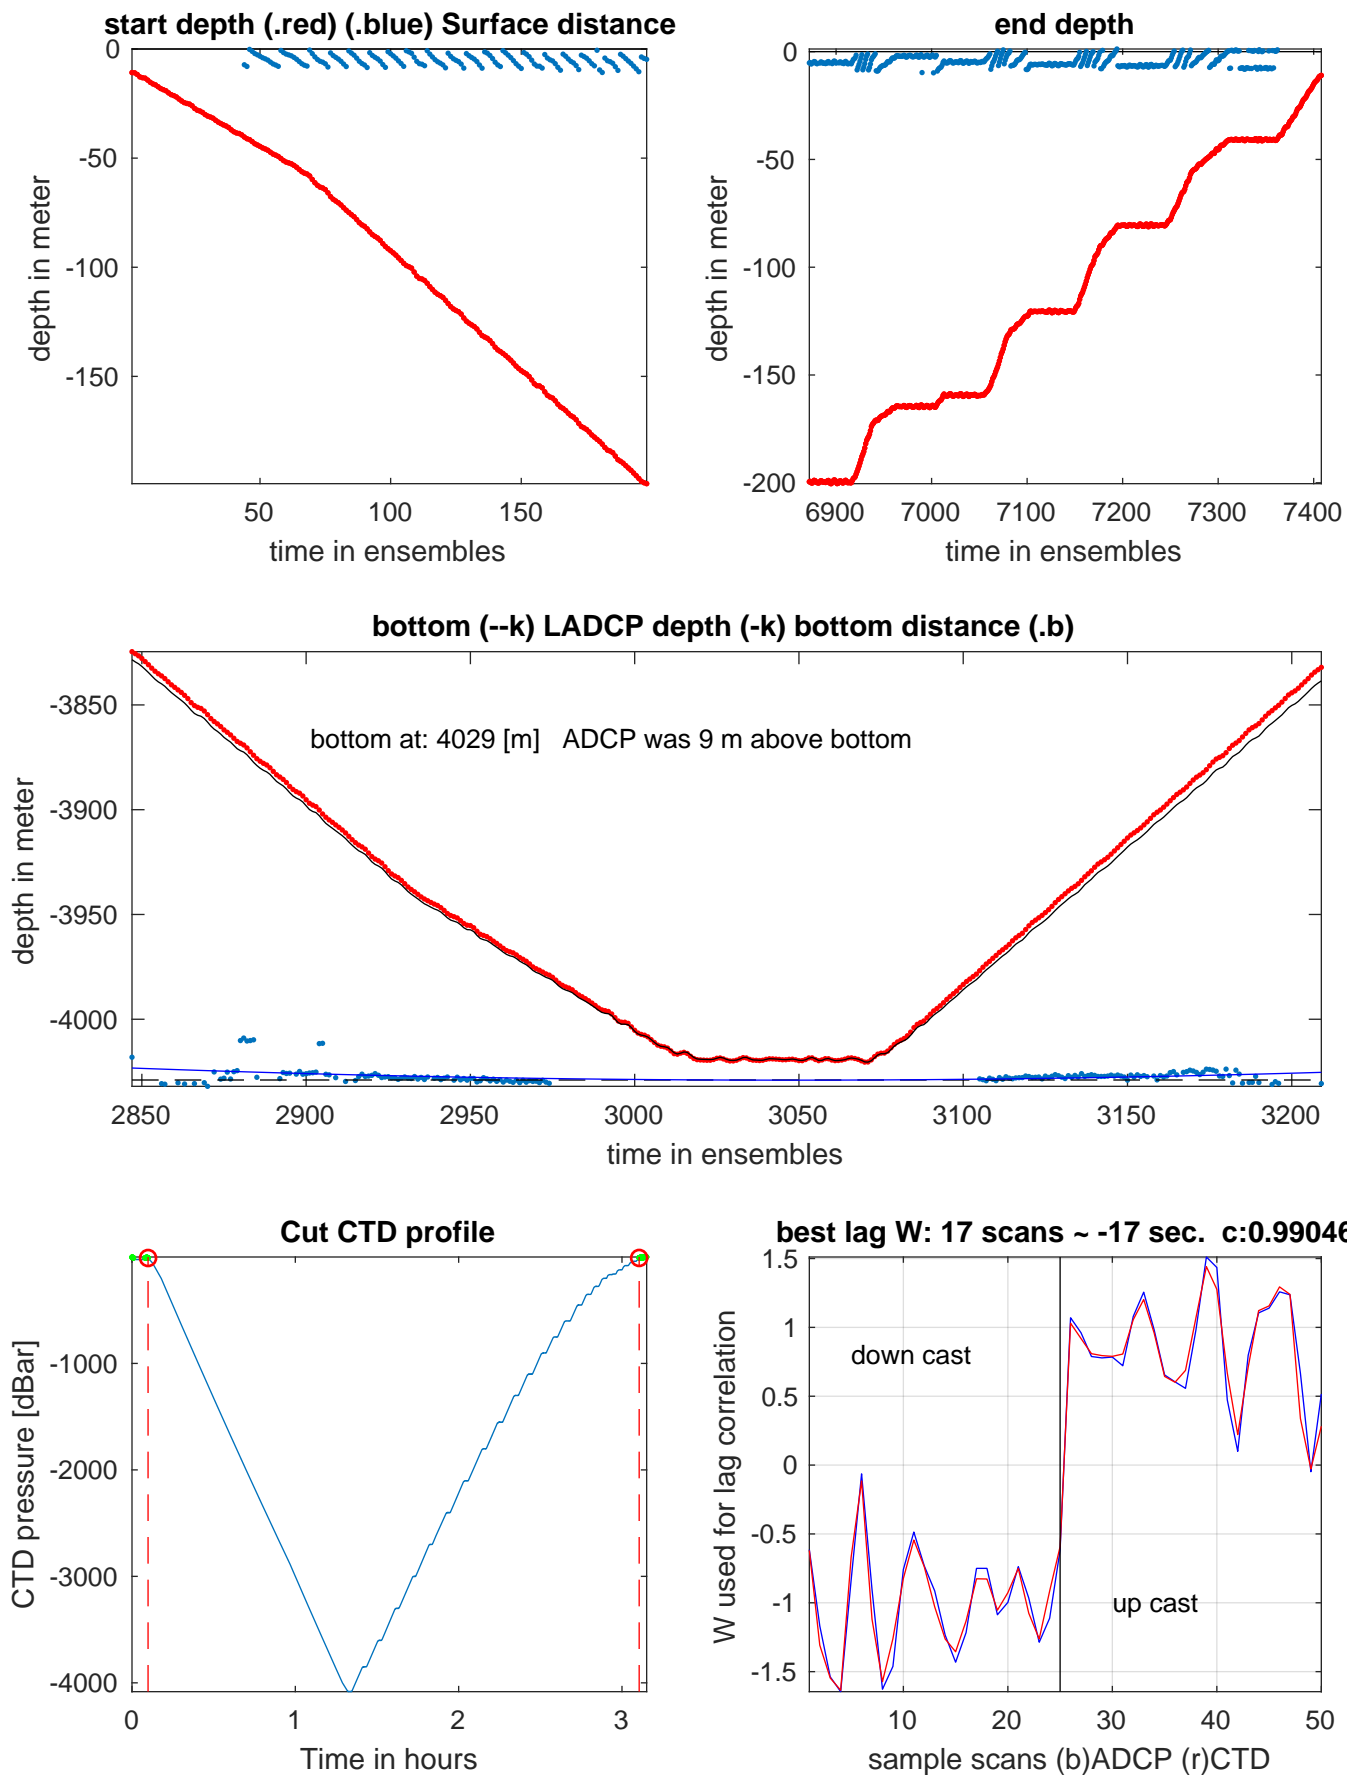 start depth (.red) (.blue) Surface distance
end depth
0
-50
-100
-150
depth in meter
50
100
150
time in ensembles
0
-50
-100
-150
-200
depth in meter
6900
7000
7100
7200
7300
7400
time in ensembles
bottom (--k) LADCP depth (-k) bottom distance (.b)
bottom at: 4029 [m]   ADCP was 9 m above bottom
-3850
-3900
-3950
-4000
depth in meter
2850
2900
2950
3000
3050
3100
3150
3200
time in ensembles
Cut CTD profile
0
-1000
-2000
-3000
-4000
CTD pressure [dBar]
0
1
2
3
Time in hours
best lag W: 17 scans ~ -17 sec.  c:0.99046
down cast
up cast
1.5
1
0.5
0
-0.5
-1
-1.5
W used for lag correlation
10
20
30
40
50
sample scans (b)ADCP (r)CTD